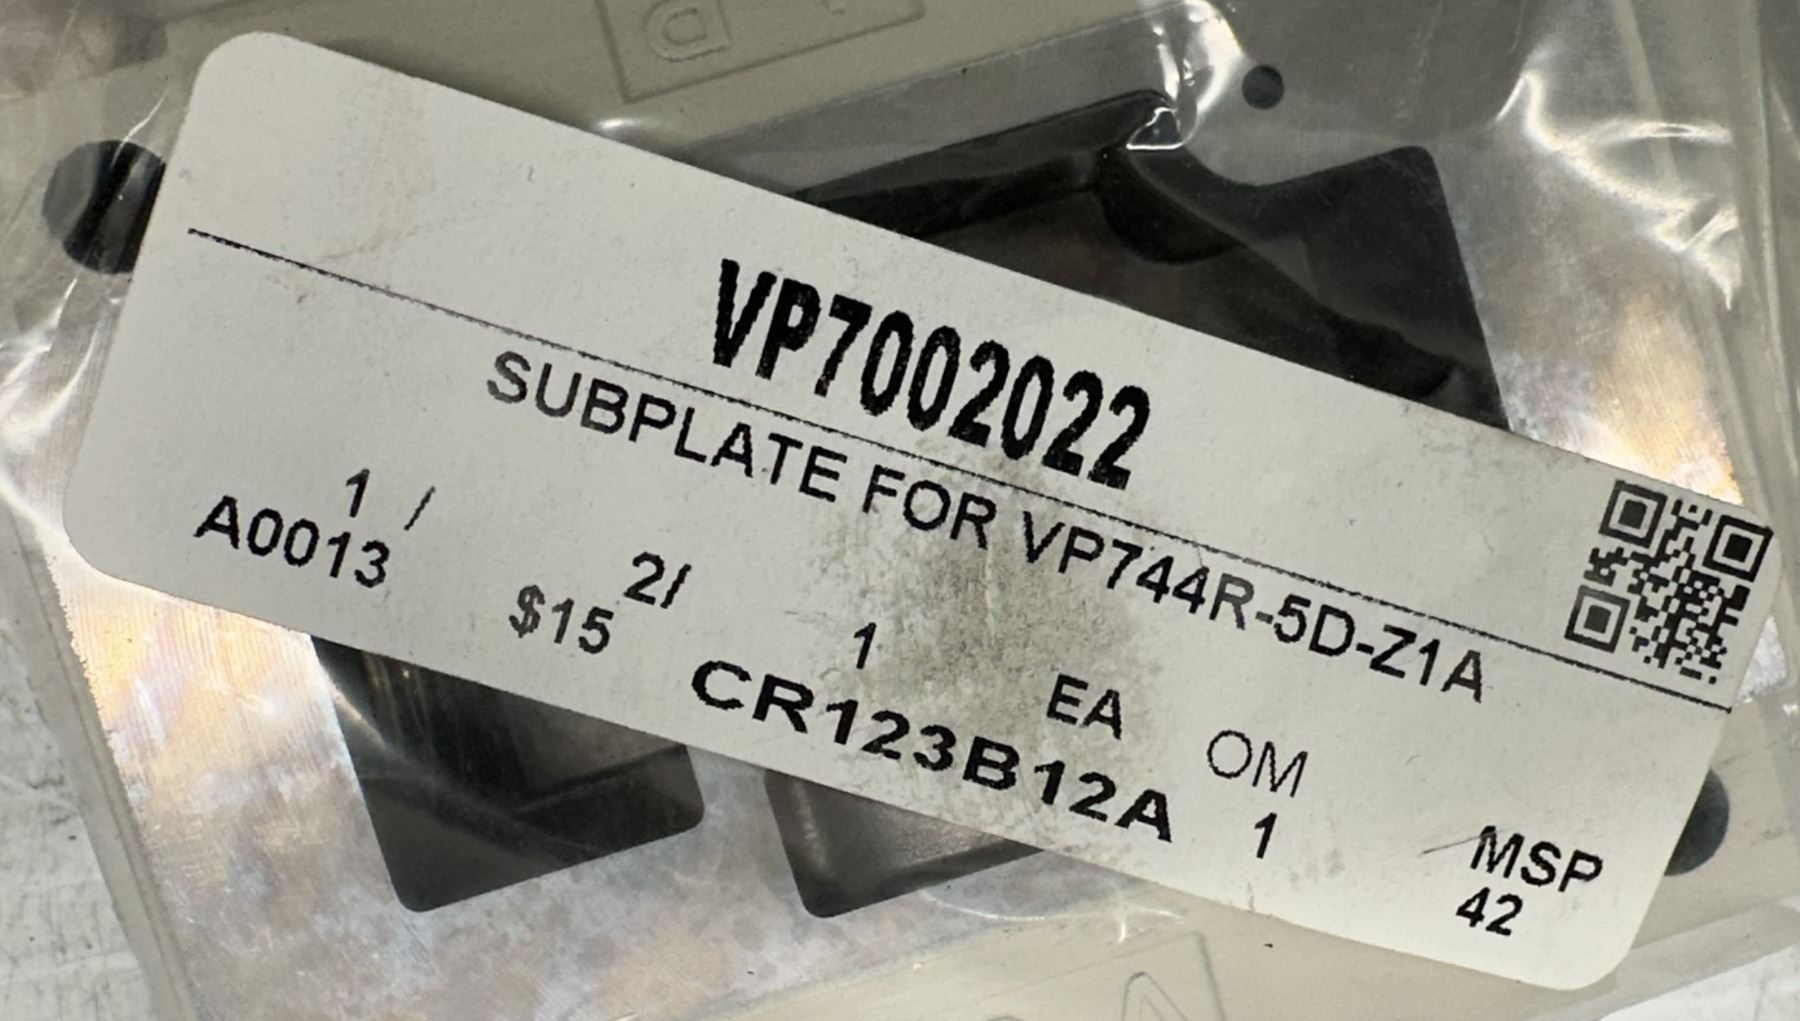 VP7002022
SUBPLATE FOR VP744R-5D-Z1A
1 / 2/ 1 EA OM MSP
A0013 $15 CR123B12A 1 42